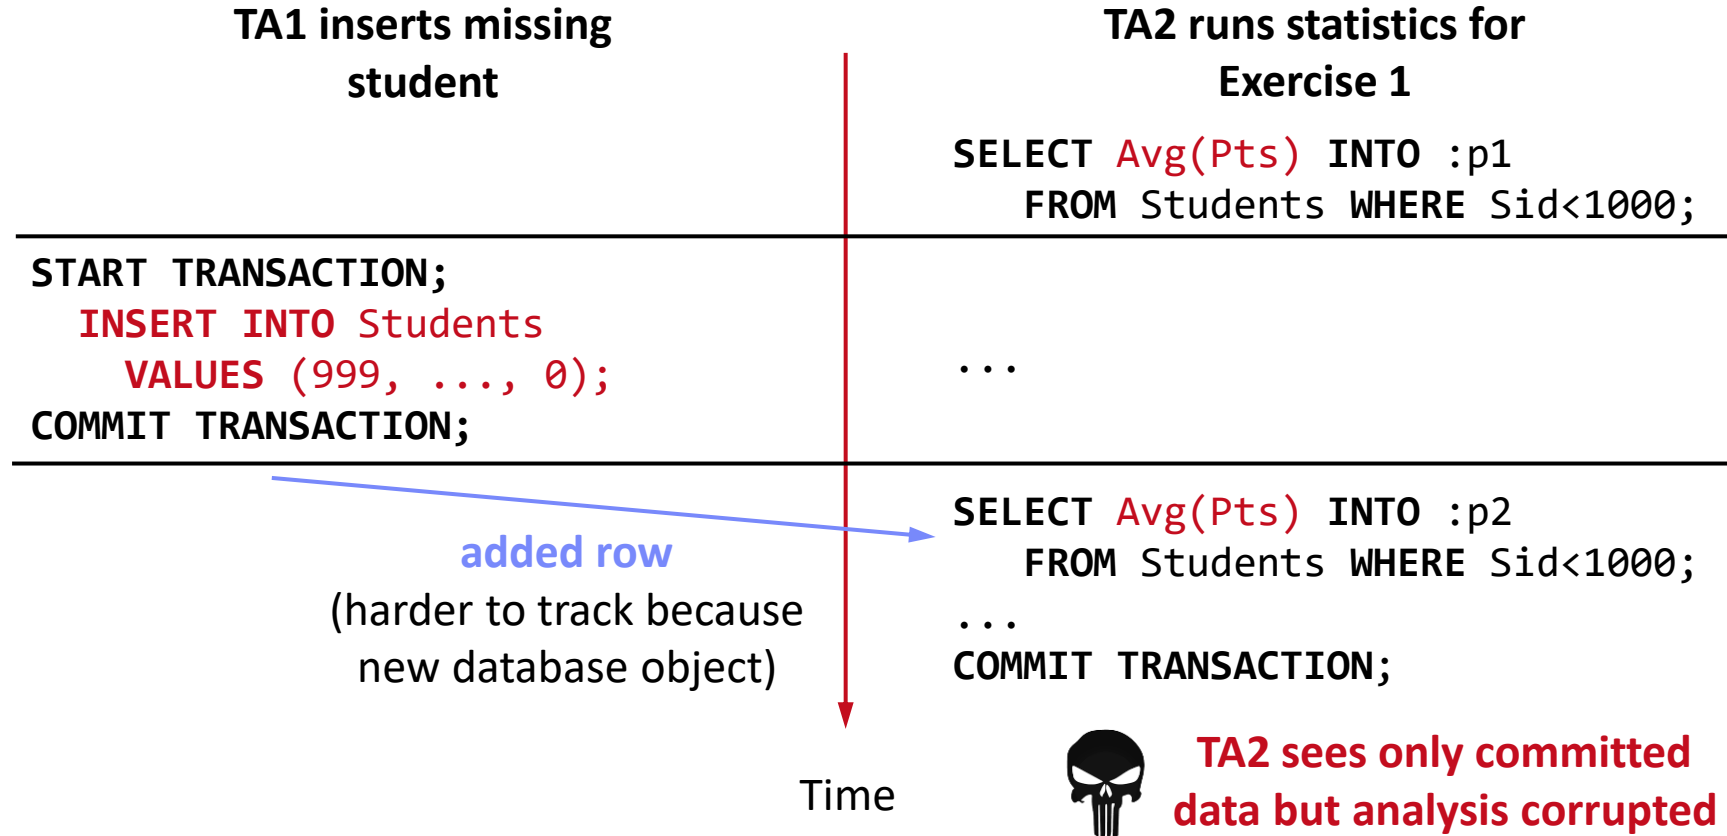 TA1 inserts missing
student
TA2 runs statistics for
Exercise 1
SELECT Avg(Pts) INTO :p1
FROM Students WHERE Sid<1000;
START TRANSACTION;
INSERT INTO Students
VALUES (999, ..., 0);
COMMIT TRANSACTION;
...
added row
(harder to track because
new database object)
SELECT Avg(Pts) INTO :p2
FROM Students WHERE Sid<1000;
...
COMMIT TRANSACTION;
Time
TA2 sees only committed
data but analysis corrupted